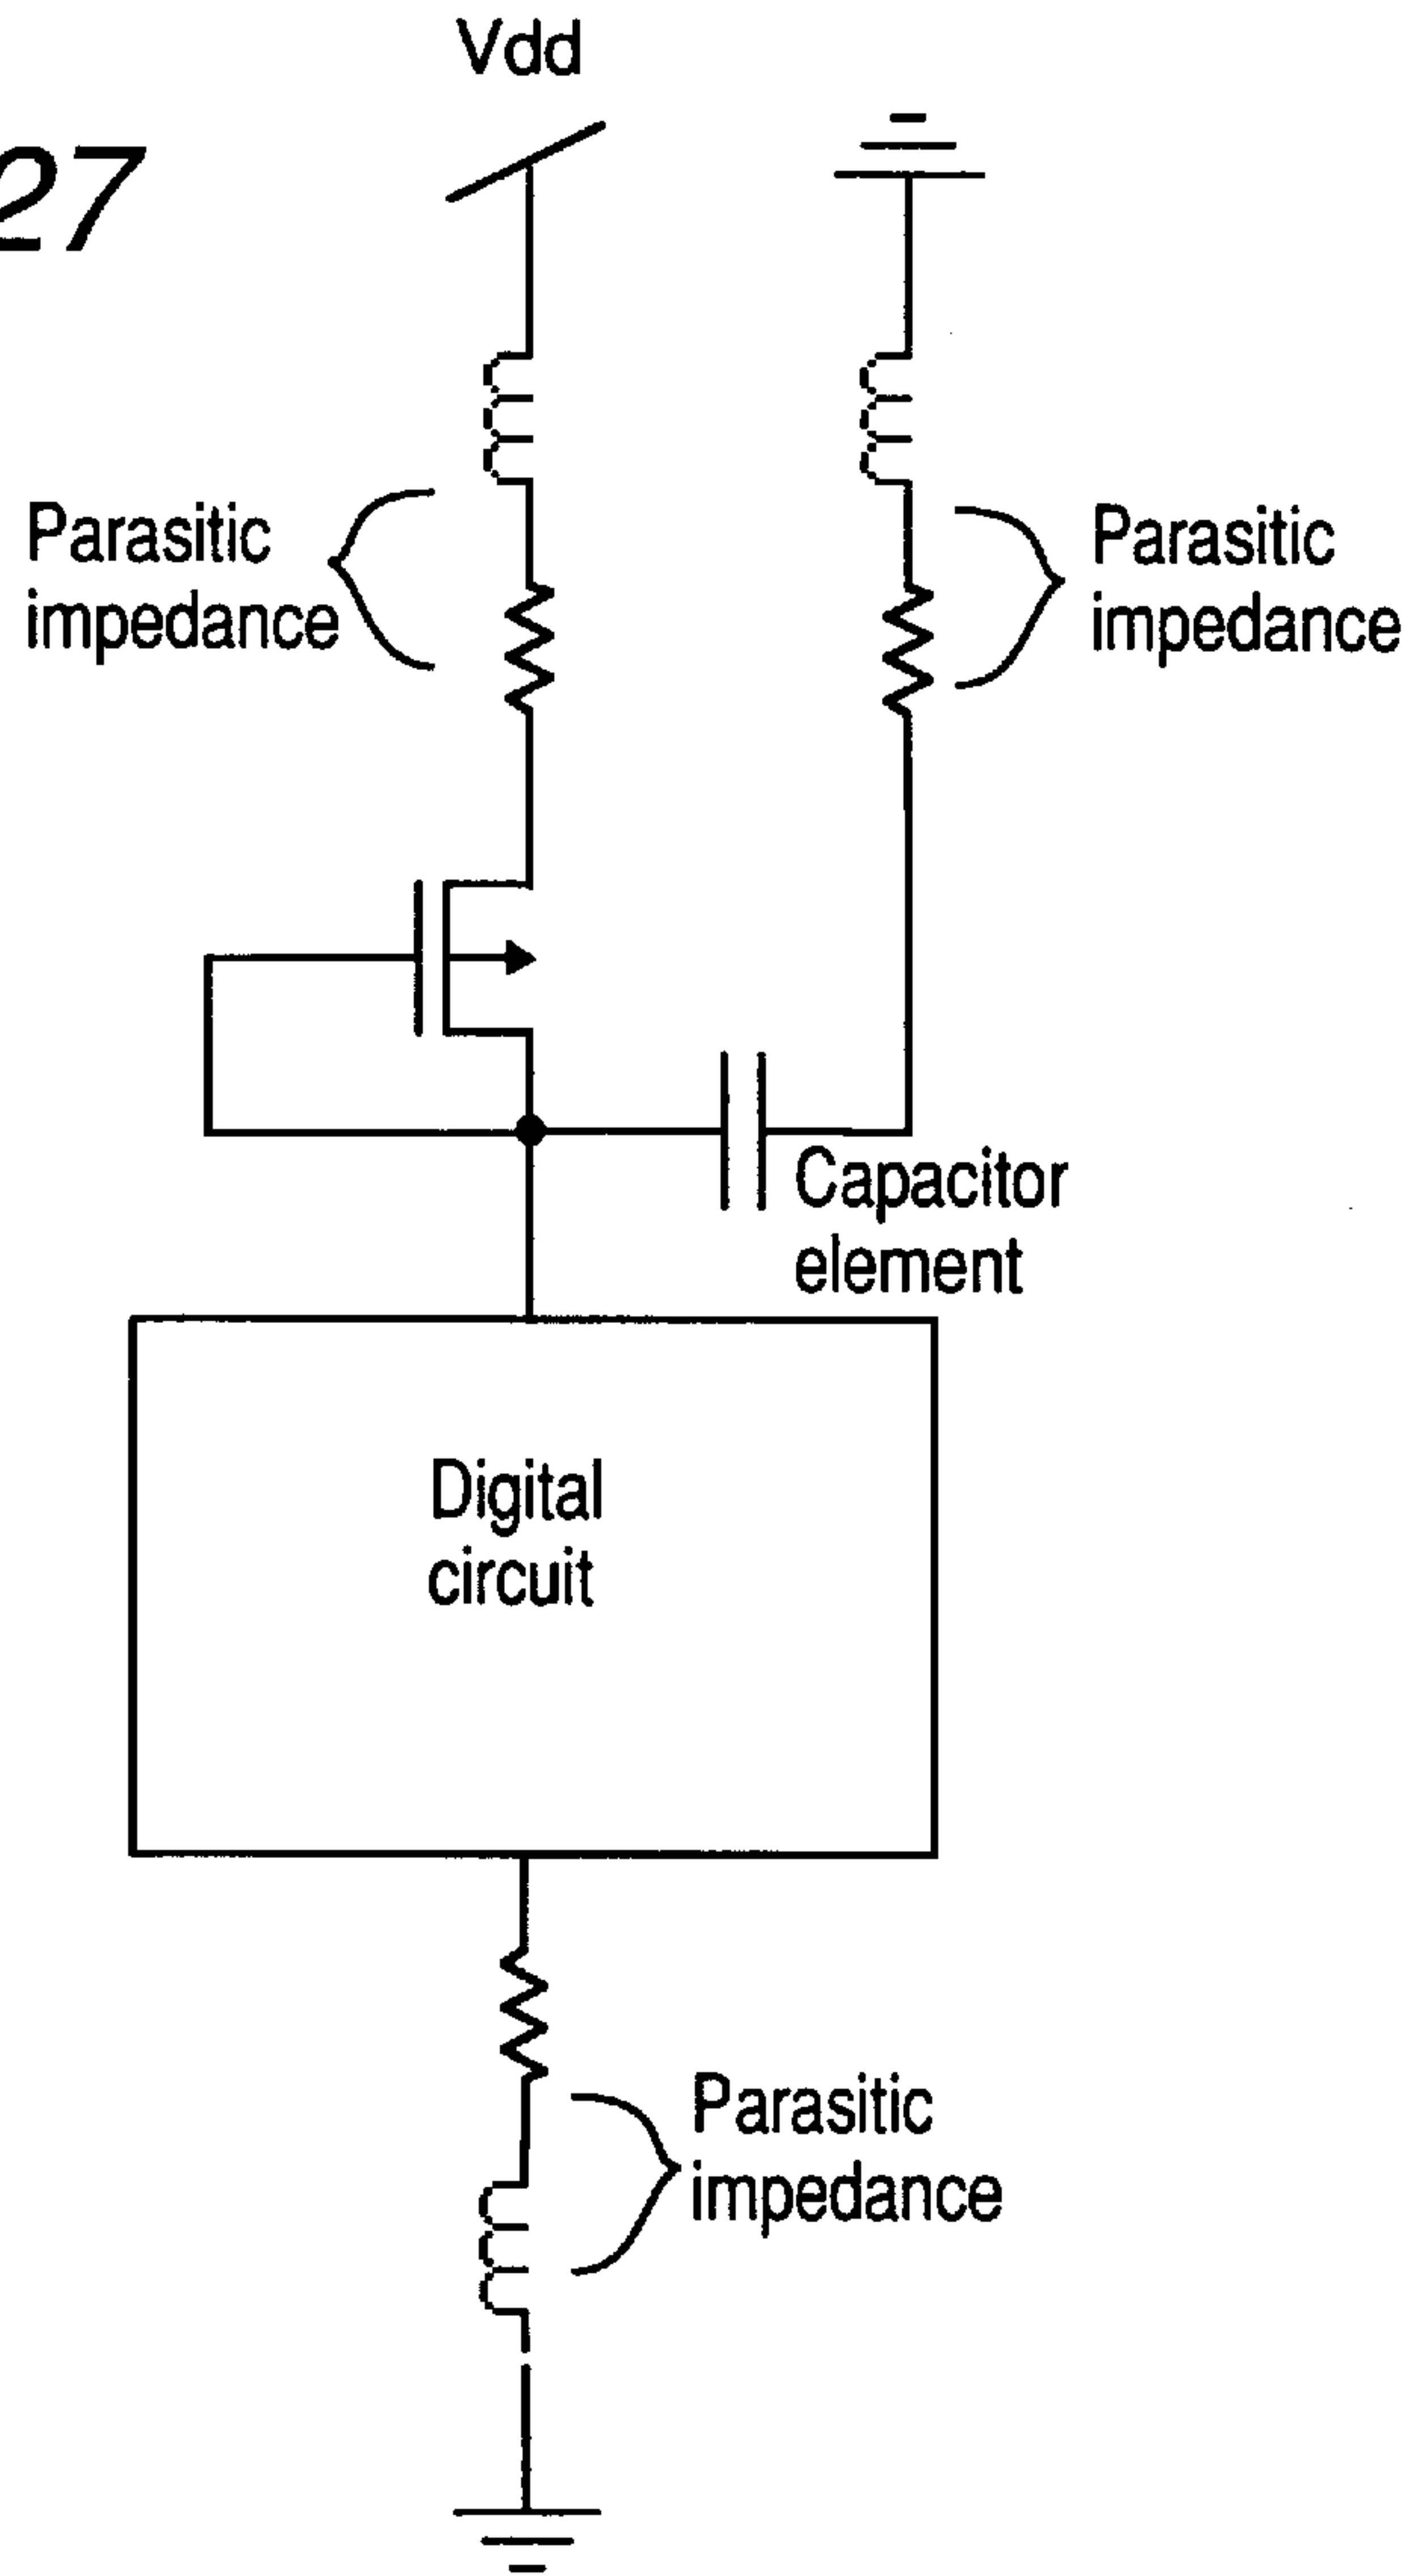 Vdd
27
Parasitic
impedance
Parasitic
impedance
Capacitor
element
Digital
circuit
Parasitic
impedance